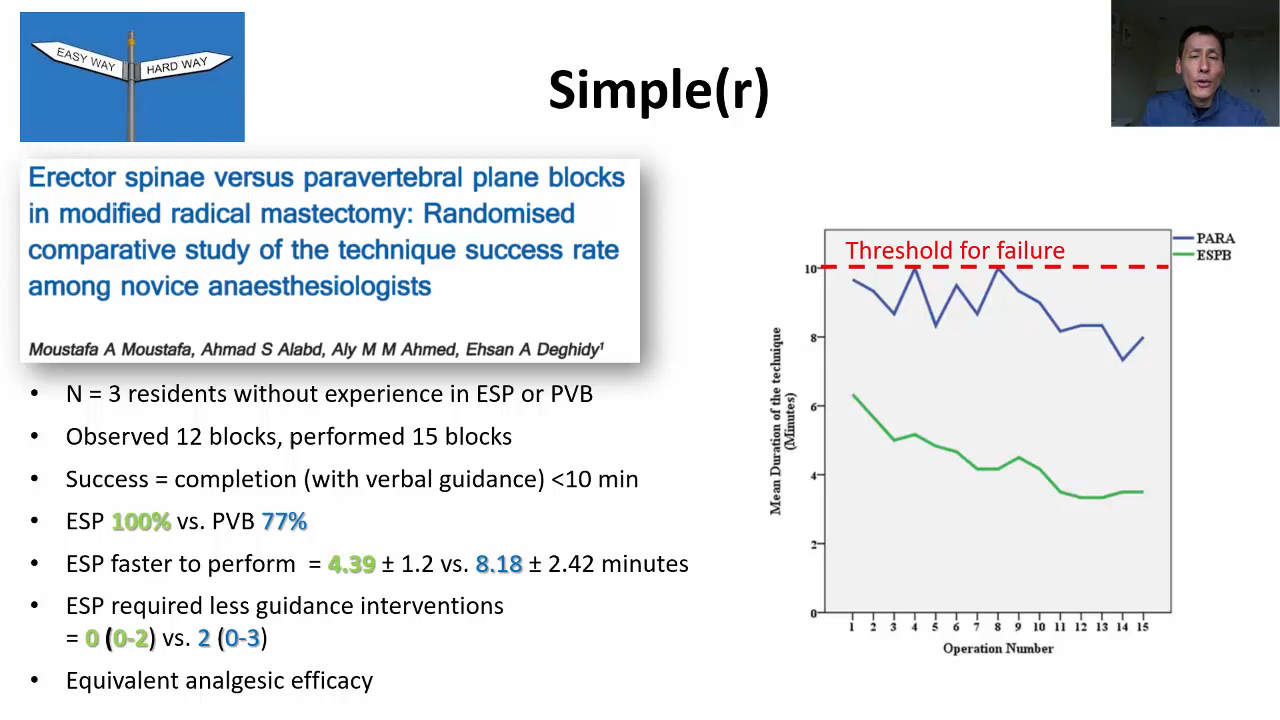 EASY WAY
HARD WAY
Simple(r)
Erector spinae versus paravertebral plane blocks
in modified radical mastectomy: Randomised
comparative study of the technique success rate
among novice anaesthesiologists
Moustafa A Moustafa, Ahmad S Alabd, Aly M M Ahmed, Ehsan A Deghidy¹
• N = 3 residents without experience in ESP or PVB
• Observed 12 blocks, performed 15 blocks
• Success = completion (with verbal guidance) <10 min
• ESP 100% vs. PVB 77%
• ESP faster to perform = 4.39 ± 1.2 vs. 8.18 ± 2.42 minutes
• ESP required less guidance interventions
= 0 (0-2) vs. 2 (0-3)
• Equivalent analgesic efficacy
Threshold for failure
PARA
ESPB
Mean Duration of the technique
(Minutes)
10
8
6
4
2
0
1 2 3 4 5 6 7 8 9 10 11 12 13 14 15
Operation Number